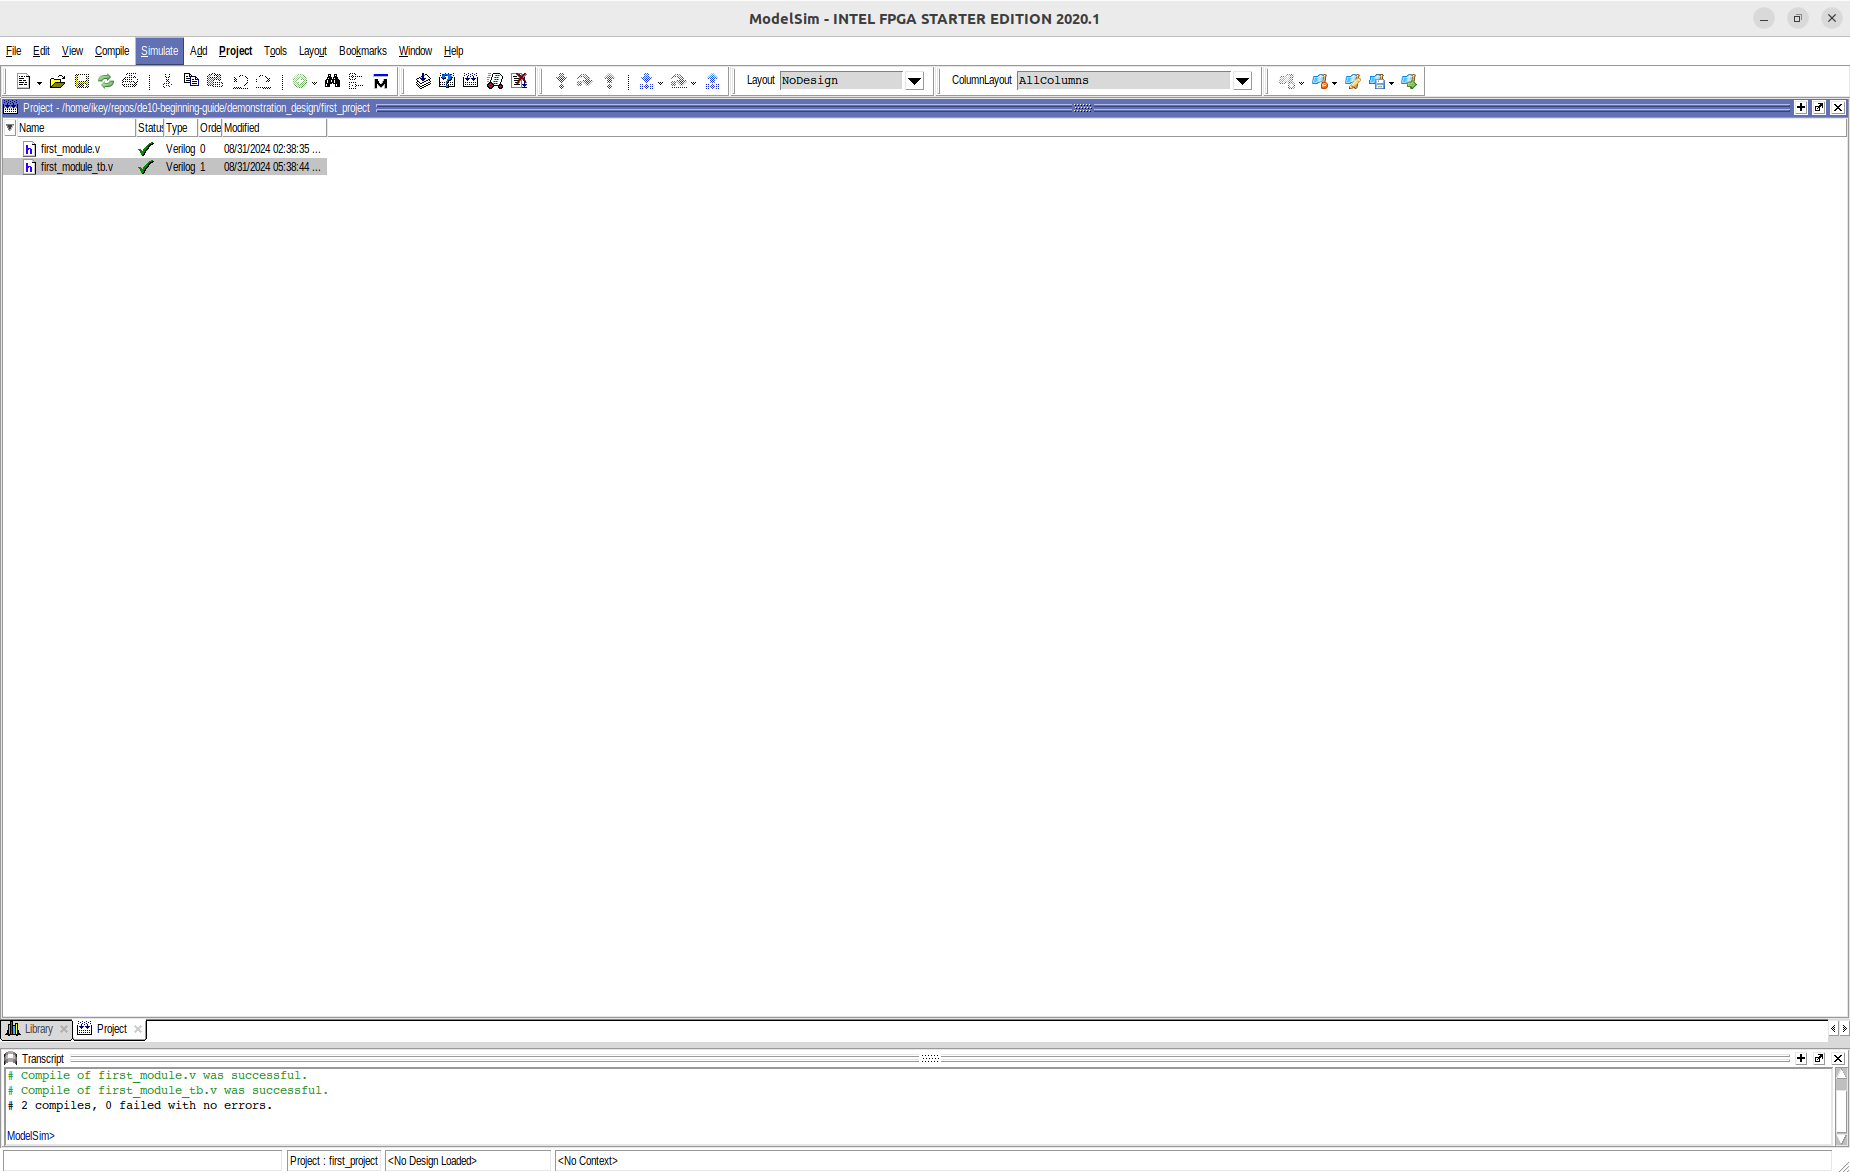 ModelSim - INTEL FPGA STARTER EDITION 2020.1
File Edit View Compile Simulate Add Project Tools Layout Bookmarks Window Help
Layout NoDesign ColumnLayout AllColumns
Project - /home/ikey/repos/de10-beginning-guide/demonstration_design/first_project
Name Status Type Orde Modified
first_module.v Verilog 0 08/31/2024 02:38:35 ...
first_module_tb.v Verilog 1 08/31/2024 05:38:44 ...
Library Project
Transcript
# Compile of first_module.v was successful.
# Compile of first_module_tb.v was successful.
# 2 compiles, 0 failed with no errors.
ModelSim>
Project : first_project <No Design Loaded> <No Context>